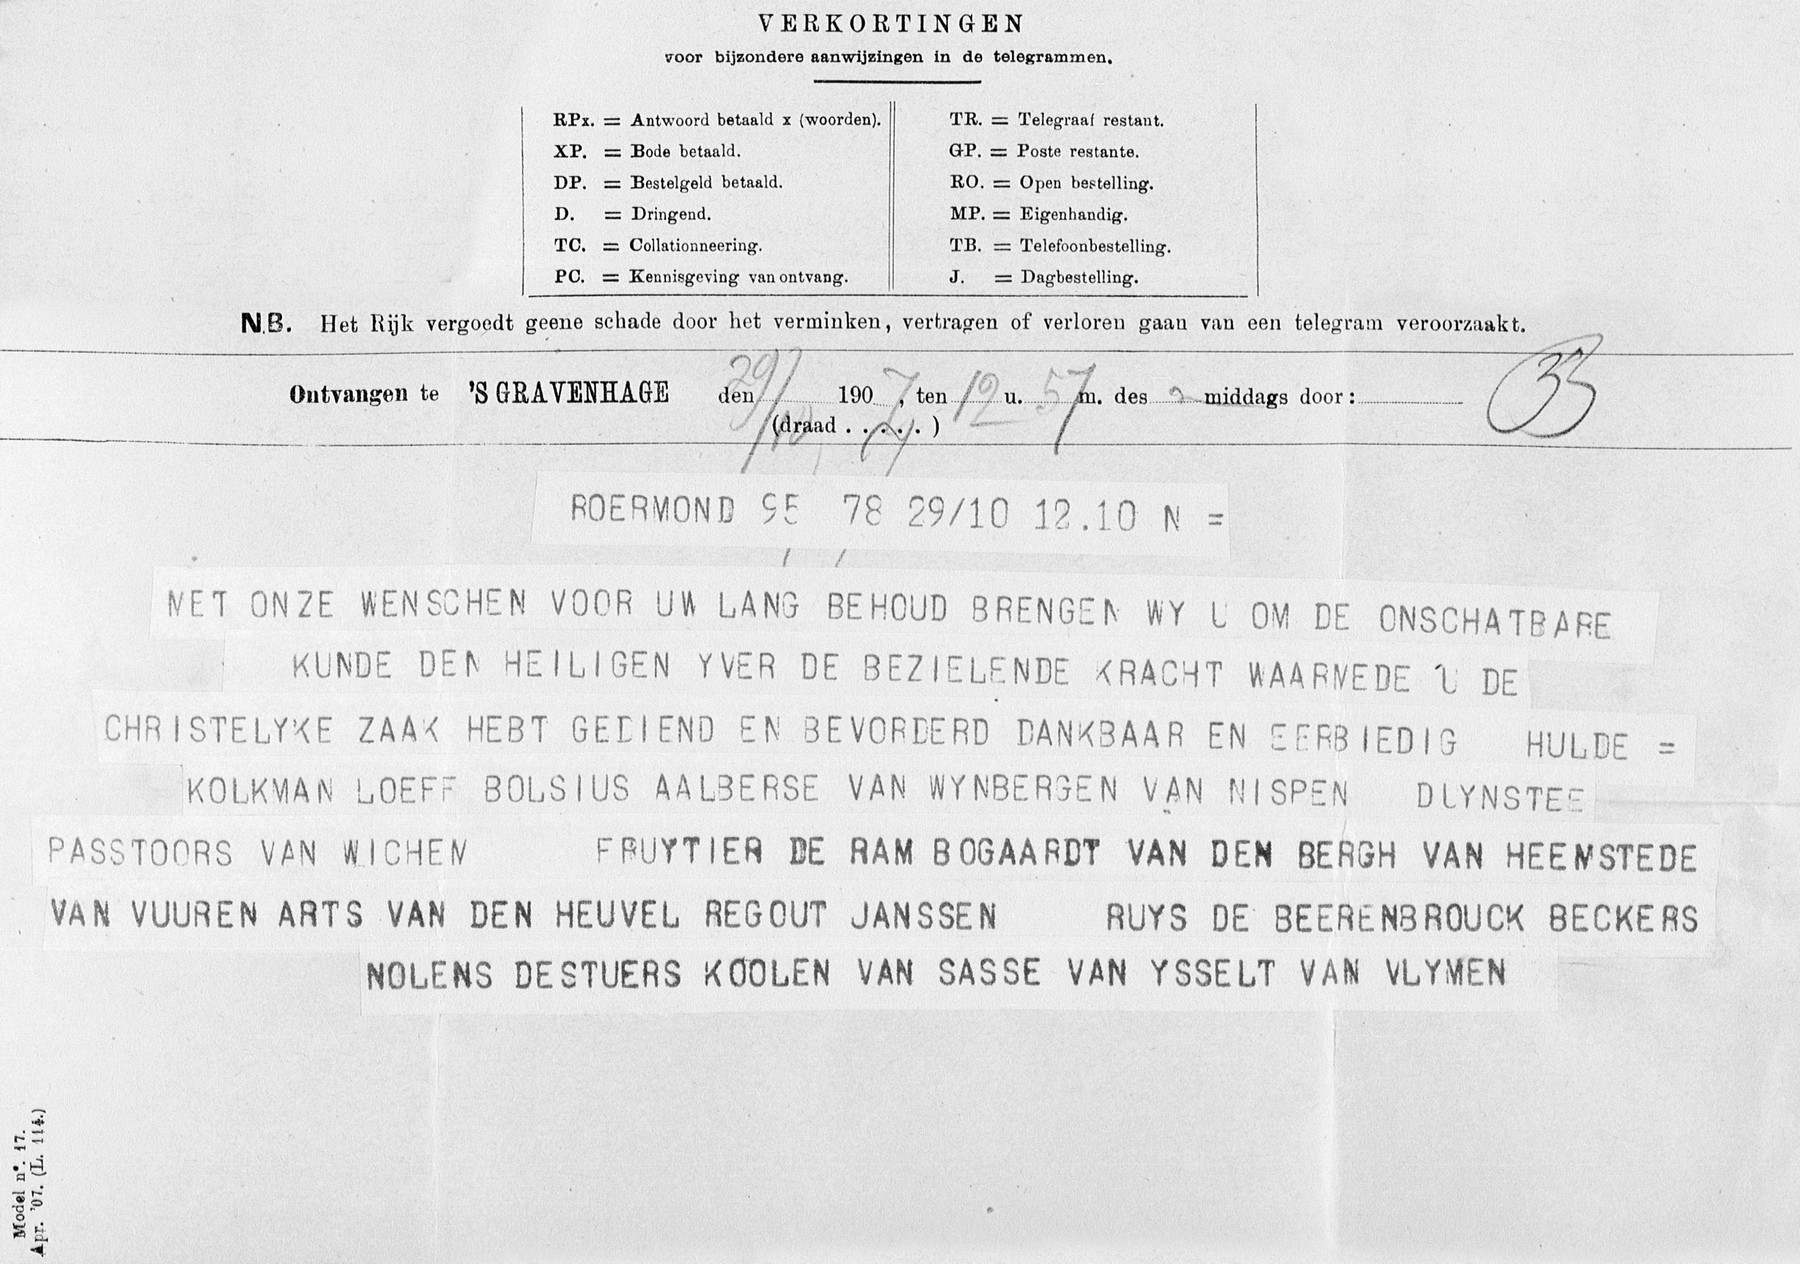 VERKORTINGEN
voor bijzondere aanwijzingen in de telegrammen.
RPx. = Antwoord betaald x (woorden).
XP. = Bode betaald.
DP. = Bestelgeld betaald.
D. = Dringend.
TC. = Collationneering.
PC. = Kennisgeving van ontvang.
TR. = Telegraaf restant.
GP. = Poste restante.
RO. = Open bestelling.
MP. = Eigenhandig.
TB. = Telefoonbestelling.
J. = Dagbestelling.
N.B. Het Rijk vergoedt geene schade door het verminken, vertragen of verloren gaan van een telegram veroorzaakt.
Ontvangen te 'S GRAVENHAGE den 29/10 1907, ten 12 u. 57 m. des middags door: 33
(draad . . . . . )
ROERMOND 95 78 29/10 12.10 N =
MET ONZE WENSCHEN VOOR UW LANG BEHOUD BRENGEN WY U OM DE ONSCHATBARE
KUNDE DEN HEILIGEN YVER DE BEZIELENDE KRACHT WAARMEDE U DE
CHRISTELYKE ZAAK HEBT GEDIEND EN BEVORDERD DANKBAAR EN EERBIEDIG HULDE =
KOLKMAN LOEFF BOLSIUS AALBERSE VAN WYNBERGEN VAN NISPEN DUYNSTEE
PASSTOORS VAN WICHEM FRUYTIER DE RAM BOGAARDT VAN DEN BERGH VAN HEEMSTEDE
VAN VUUREN ARTS VAN DEN HEUVEL REGOUT JANSSEN RUYS DE BEERENBROUCK BECKERS
NOLENS DESTUERS KOOLEN VAN SASSE VAN YSSELT VAN VLYMEN
Model n°. 17.
Apr. '07. (L. 114.)